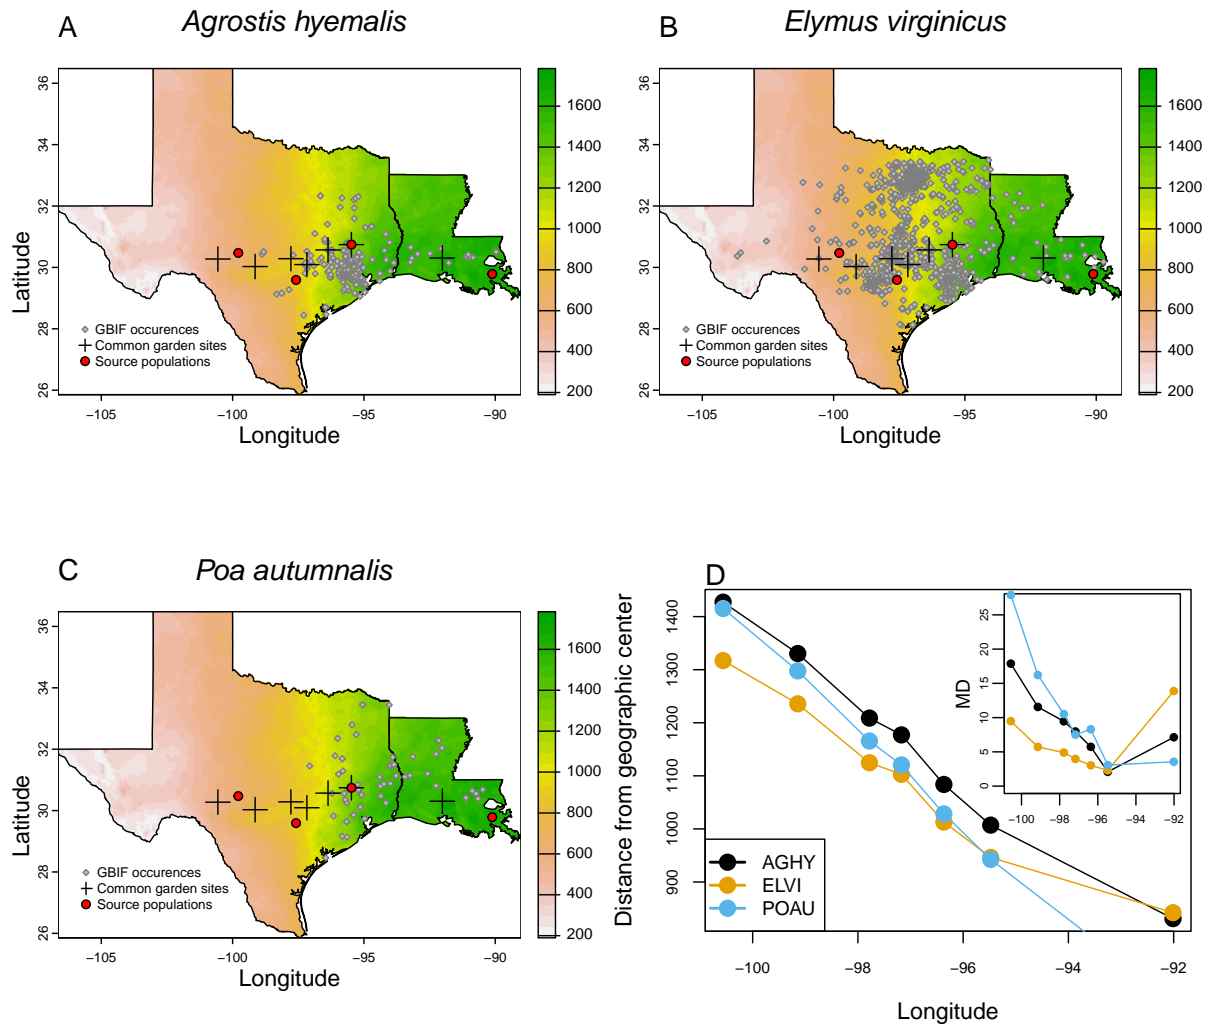 A
Agrostis hyemalis
36
34
32
30
28
26
Latitude
−105
−100
−95
−90
Longitude
GBIF occurences
Common garden sites
Source populations
1600
1400
1200
1000
800
600
400
200
B
Elymus virginicus
36
34
32
30
28
26
−105
−100
−95
−90
Longitude
GBIF occurences
Common garden sites
Source populations
1600
1400
1200
1000
800
600
400
200
C
Poa autumnalis
36
34
32
30
28
26
Latitude
−105
−100
−95
−90
Longitude
GBIF occurences
Common garden sites
Source populations
1600
1400
1200
1000
800
600
400
200
D
Distance from geographic center
1400
1300
1200
1100
1000
900
−100
−98
−96
−94
−92
Longitude
AGHY
ELVI
POAU
MD
25
20
15
10
5
0
−100
−98
−96
−94
−92